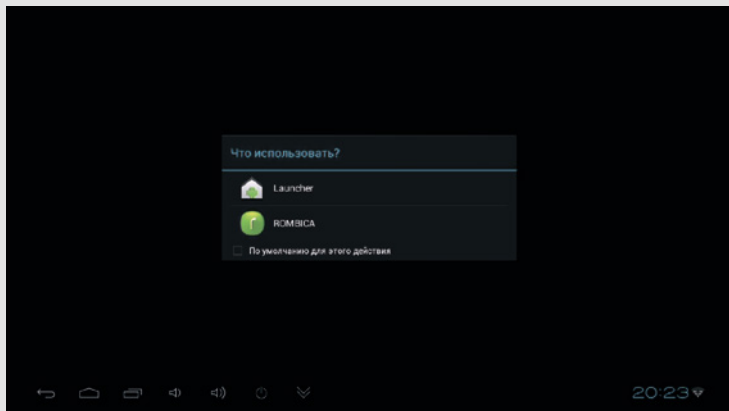 Что использовать?
Launcher
ROMBICA
По умолчанию для этого действия
20:23